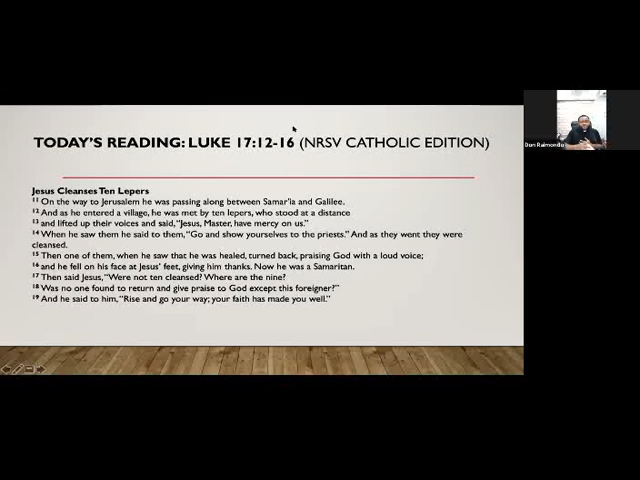 TODAY'S READING: LUKE 17:12-16 (NRSV CATHOLIC EDITION)
Jesus Cleanses Ten Lepers
11 On the way to Jerusalem he was passing along between Samar'ia and Galilee.
12 And as he entered a village, he was met by ten lepers, who stood at a distance
13 and lifted up their voices and said, "Jesus, Master, have mercy on us."
14 When he saw them he said to them, "Go and show yourselves to the priests." And as they went they were
cleansed.
15 Then one of them, when he saw that he was healed, turned back, praising God with a loud voice;
16 and he fell on his face at Jesus' feet, giving him thanks. Now he was a Samaritan.
17 Then said Jesus, "Were not ten cleansed? Where are the nine?
18 Was no one found to return and give praise to God except this foreigner?"
19 And he said to him, "Rise and go your way; your faith has made you well."
Don Raimondo